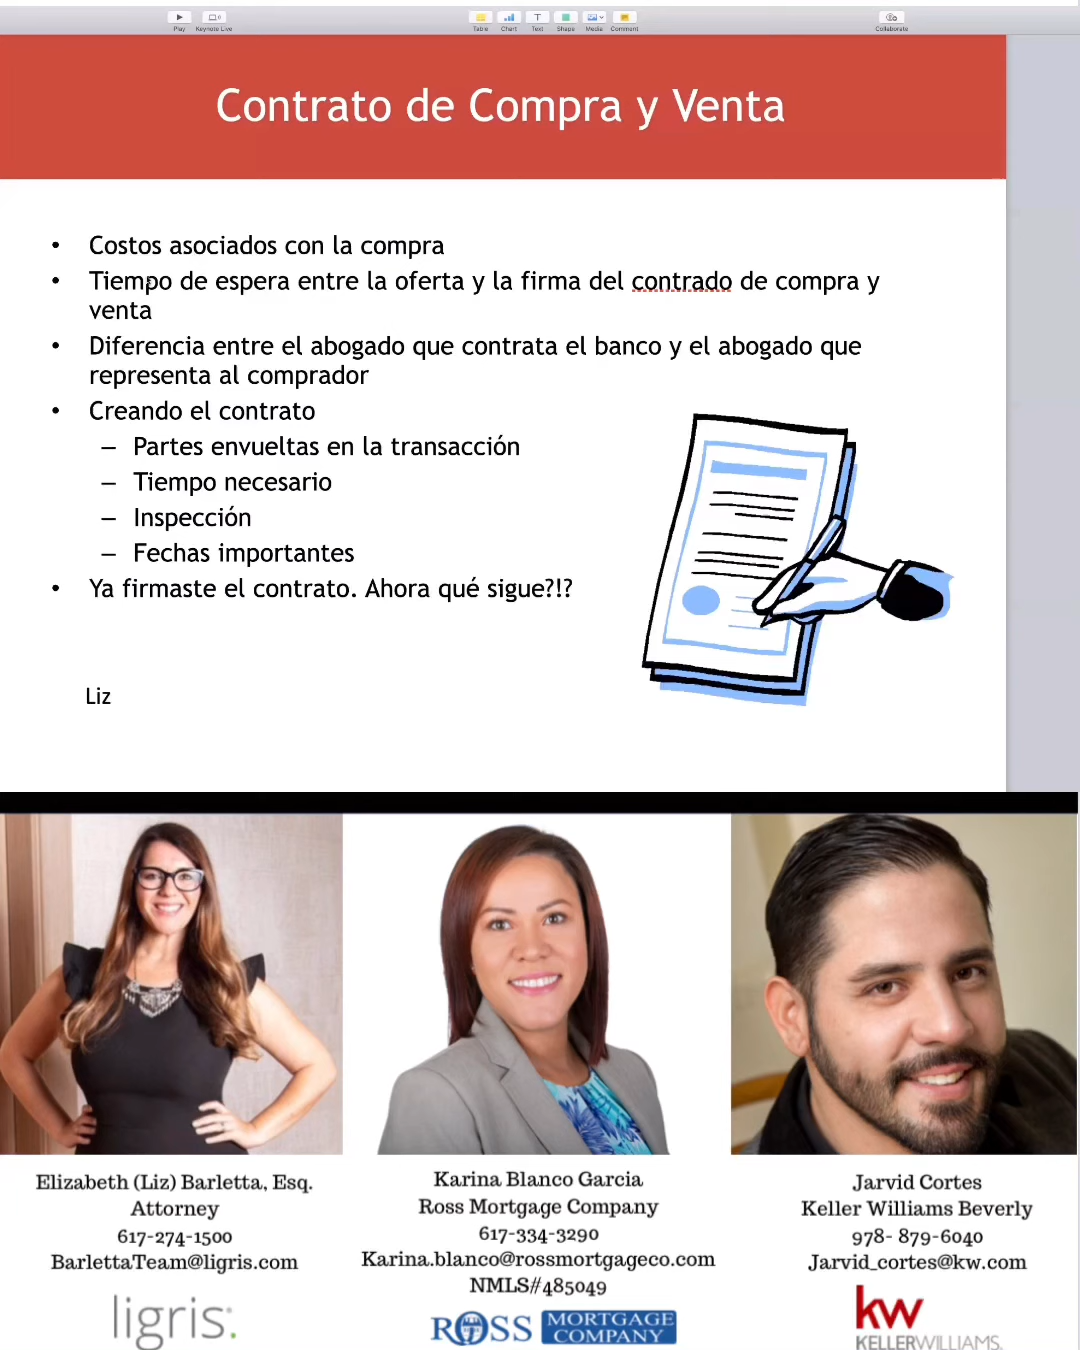 Play
Keynote Live
Table
Chart
Text
Shape
Media
Comment
Collaborate
Contrato de Compra y Venta
• Costos asociados con la compra
• Tiempo de espera entre la oferta y la firma del contrado de compra y
venta
• Diferencia entre el abogado que contrata el banco y el abogado que
representa al comprador
• Creando el contrato
– Partes envueltas en la transacción
– Tiempo necesario
– Inspección
– Fechas importantes
• Ya firmaste el contrato. Ahora qué sigue?!?
Liz
Elizabeth (Liz) Barletta, Esq.
Attorney
617-274-1500
BarlettaTeam@ligris.com
ligris:
Karina Blanco Garcia
Ross Mortgage Company
617-334-3290
Karina.blanco@rossmortgageco.com
NMLS#485049
ROSS MORTGAGE
COMPANY
Jarvid Cortes
Keller Williams Beverly
978- 879-6040
Jarvid_cortes@kw.com
kw
KELLERWILLIAMS.